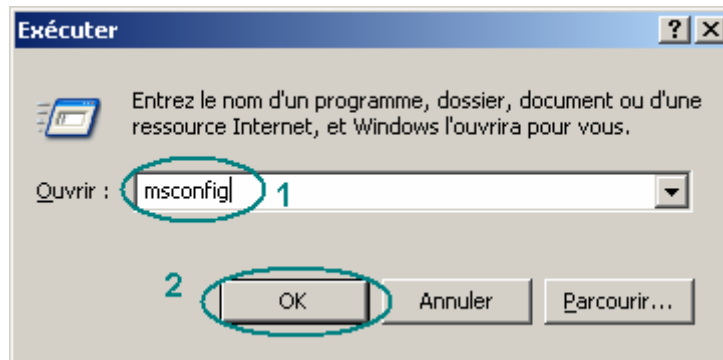 Exécuter
Entrez le nom d'un programme, dossier, document ou d'une
ressource Internet, et Windows l'ouvrira pour vous.
Ouvrir : msconfig 1
2 OK Annuler Parcourir...